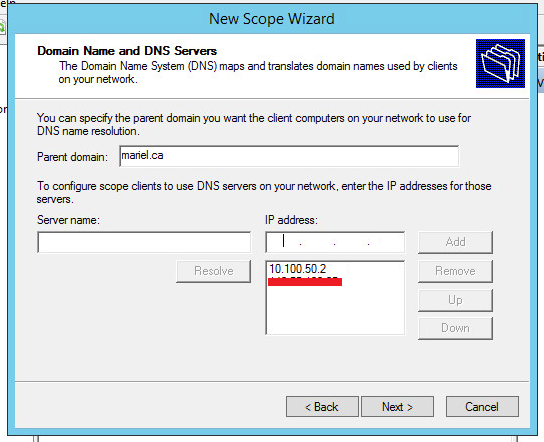 New Scope Wizard
Domain Name and DNS Servers
The Domain Name System (DNS) maps and translates domain names used by clients
on your network.
You can specify the parent domain you want the client computers on your network to use for
DNS name resolution.
Parent domain: mariel.ca
To configure scope clients to use DNS servers on your network, enter the IP addresses for those
servers.
Server name: IP address:
. . . Add
Resolve 10.100.50.2 Remove
Up
Down
< Back Next > Cancel